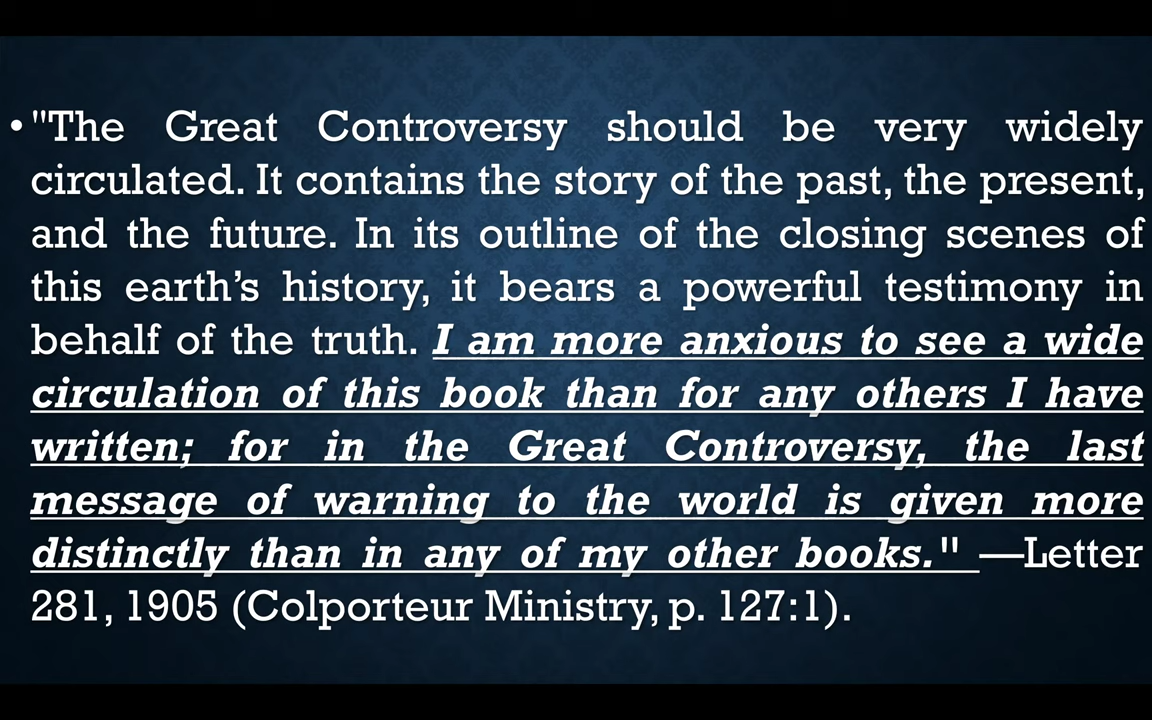 • "The Great Controversy should be very widely
circulated. It contains the story of the past, the present,
and the future. In its outline of the closing scenes of
this earth’s history, it bears a powerful testimony in
behalf of the truth. I am more anxious to see a wide
circulation of this book than for any others I have
written; for in the Great Controversy, the last
message of warning to the world is given more
distinctly than in any of my other books." —Letter
281, 1905 (Colporteur Ministry, p. 127:1).